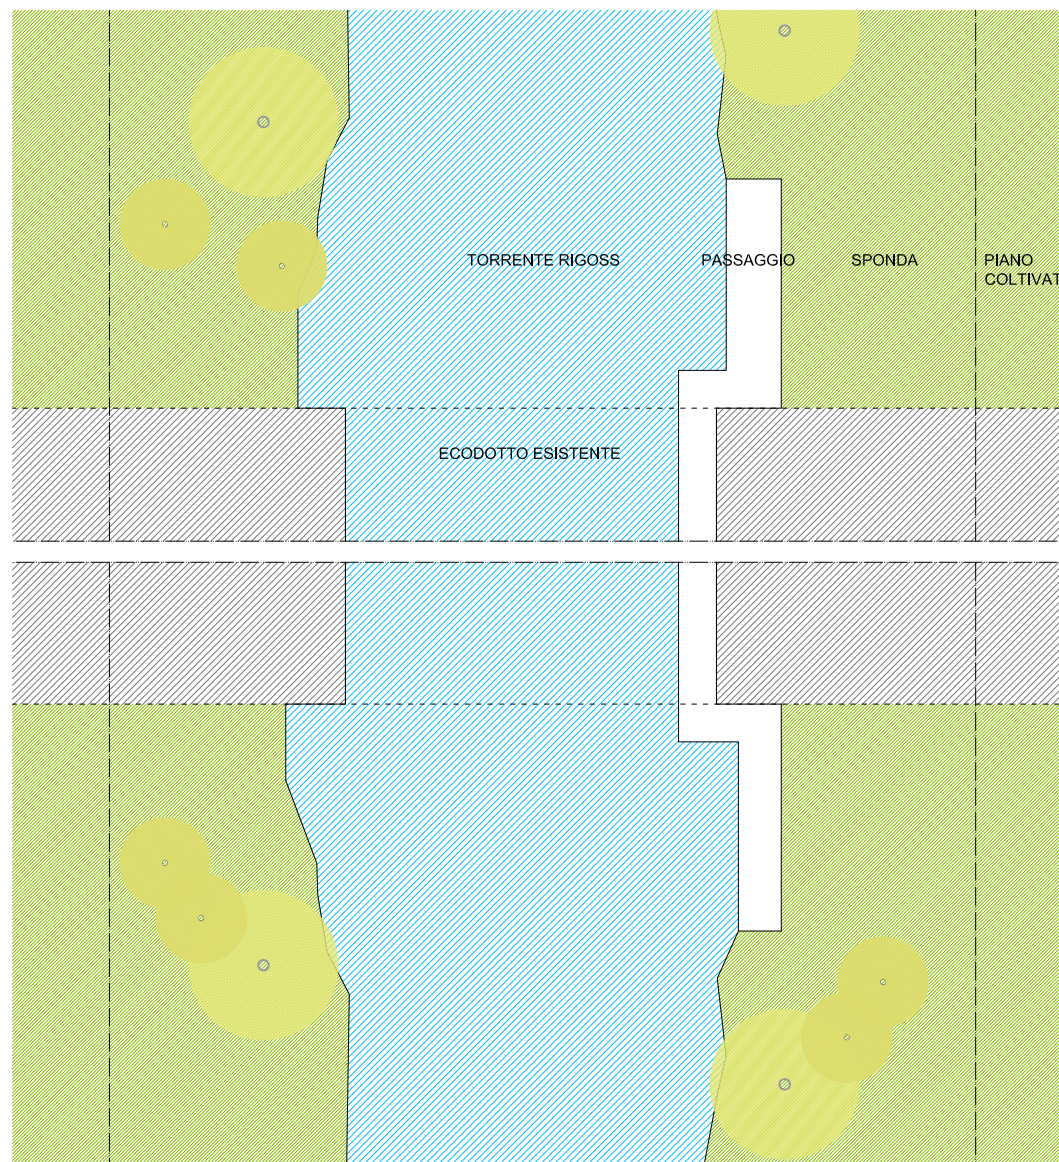 TORRENTE RIGOSS
PASSAGGIO
SPONDA
PIANO
COLTIVAT
ECODOTTO ESISTENTE